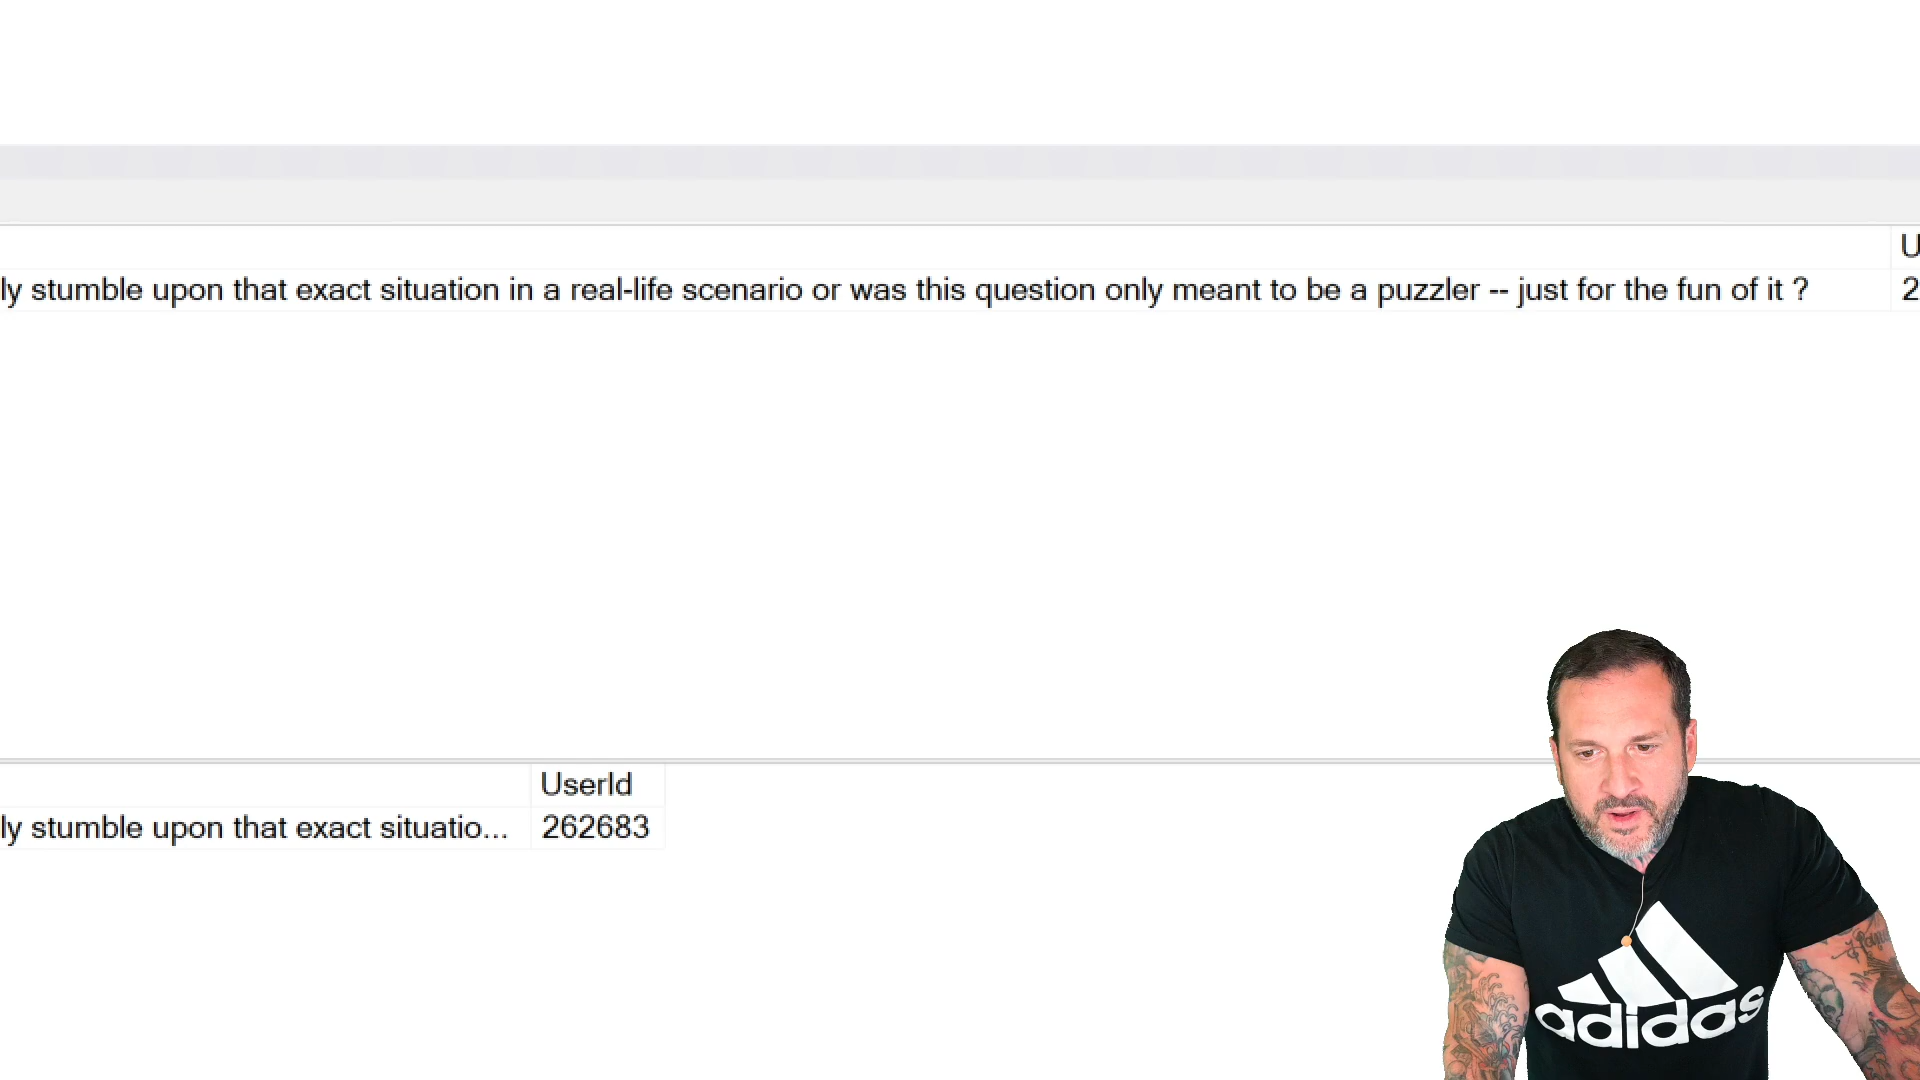 U
ly stumble upon that exact situation in a real-life scenario or was this question only meant to be a puzzler -- just for the fun of it ?
2
UserId
ly stumble upon that exact situatio...
262683
adidas